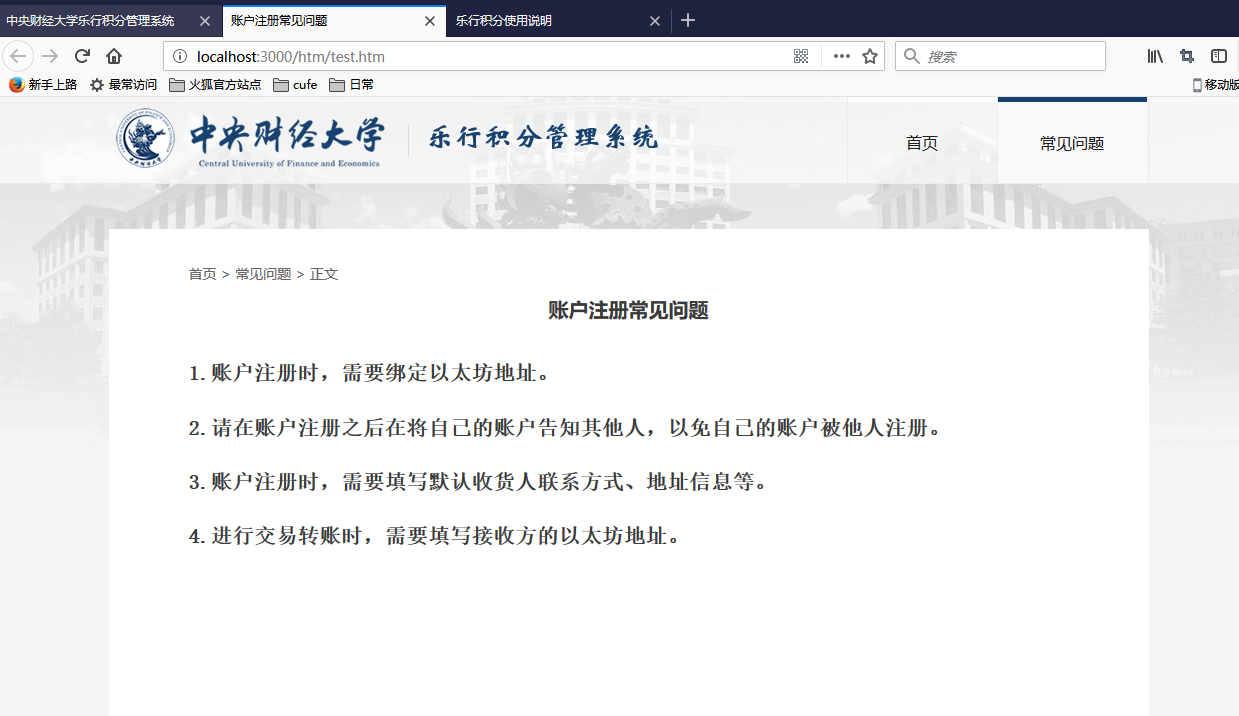 中央财经大学乐行积分管理系统
账户注册常见问题
乐行积分使用说明
localhost:3000/htm/test.htm
搜索
新手上路
最常访问
火狐官方站点
cufe
日常
移动版
中央财经大学
Central University of Finance and Economics
乐行积分管理系统
首页
常见问题
首页 > 常见问题 > 正文
账户注册常见问题
1. 账户注册时，需要绑定以太坊地址。
2. 请在账户注册之后在将自己的账户告知其他人，以免自己的账户被他人注册。
3. 账户注册时，需要填写默认收货人联系方式、地址信息等。
4. 进行交易转账时，需要填写接收方的以太坊地址。